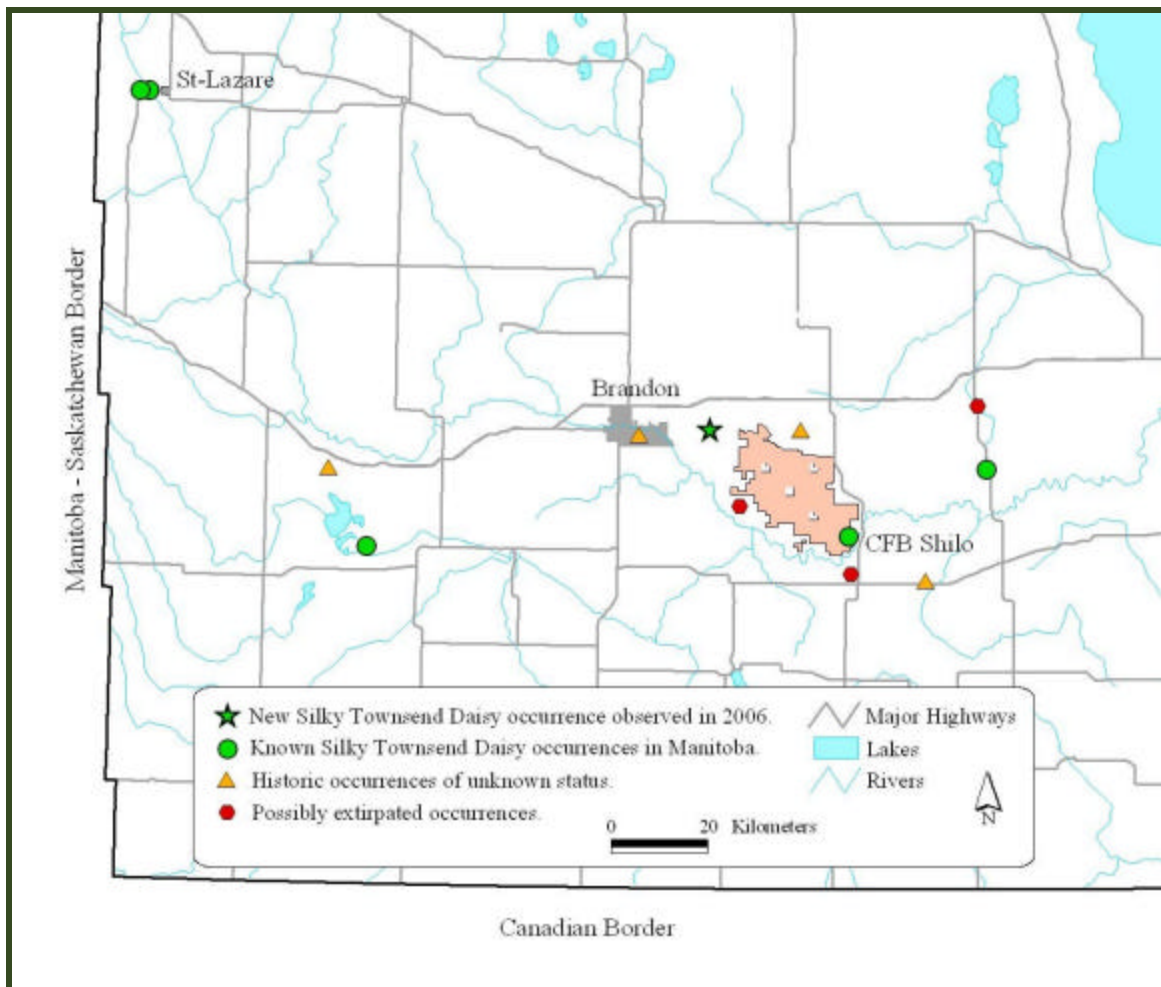 St-Lazare
Manitoba - Saskatchewan Border
Brandon
CFB Shilo
New Silky Townsend Daisy occurrence observed in 2006.
Known Silky Townsend Daisy occurrences in Manitoba.
Historic occurrences of unknown status.
Possibly extirpated occurrences.
Major Highways
Lakes
Rivers
0 20 Kilometers
N
Canadian Border